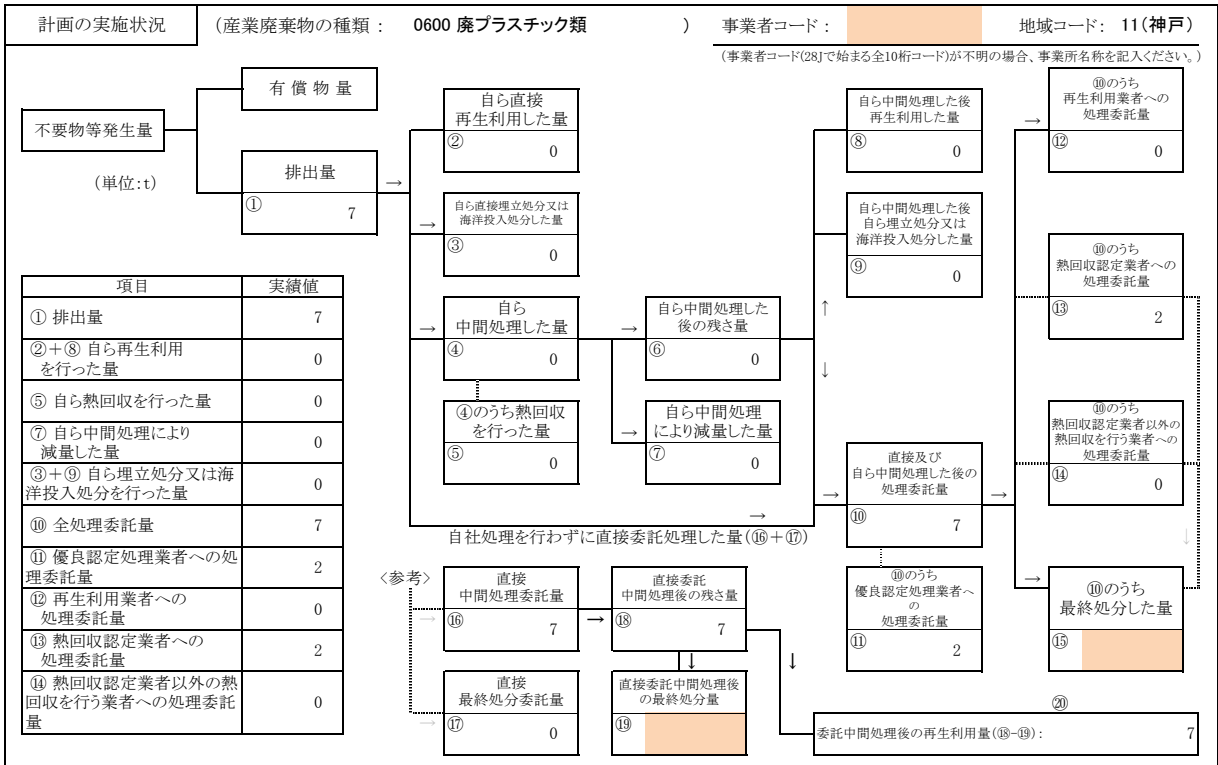 計画の実施状況 (産業廃棄物の種類： 0600 廃プラスチック類 ) 事業者コード： 地域コード： 11(神戸)
(事業者コード(28Jで始まる全10桁コード)が不明の場合、事業所名称を記入ください。)
不要物等発生量
(単位:t)
有償物量
排出量
① 7
→
自ら直接
再生利用した量
② 0
→
自ら直接埋立処分又は
海洋投入処分した量
③ 0
→
自ら
中間処理した量
④ 0
④のうち熱回収
を行った量
⑤ 0
→
自ら中間処理した
後の残さ量
⑥ 0
→
自ら中間処理
により減量した量
⑦ 0
自ら中間処理した後
再生利用した量
⑧ 0
自ら中間処理した後
自ら埋立処分又は
海洋投入処分した量
⑨ 0
↑
↓
→
直接及び
自ら中間処理した後の
処理委託量
⑩ 7
→
⑩のうち
優良認定処理業者へ
の
処理委託量
⑪ 2
→
⑩のうち
再生利用業者への
処理委託量
⑫ 0
⑩のうち
熱回収認定業者への
処理委託量
⑬ 2
⑩のうち
熱回収認定業者以外の
熱回収を行う業者への
処理委託量
⑭ 0
↓
→
⑩のうち
最終処分した量
⑮
→
自社処理を行わずに直接委託処理した量(⑯＋⑰)
<参考>
→
直接
中間処理委託量
⑯ 7
→
直接委託
中間処理後の残さ量
⑱ 7
→
直接
最終処分委託量
⑰ 0
↓
直接委託中間処理後
の最終処分量
⑲
↓
⑳
委託中間処理後の再生利用量(⑱-⑲)： 7
項目 実績値
① 排出量 7
②＋⑧ 自ら再生利用
を行った量 0
⑤ 自ら熱回収を行った量 0
⑦ 自ら中間処理により
減量した量 0
③＋⑨ 自ら埋立処分又は海
洋投入処分を行った量 0
⑩ 全処理委託量 7
⑪ 優良認定処理業者への処
理委託量 2
⑫ 再生利用業者への
処理委託量 0
⑬ 熱回収認定業者への
処理委託量 2
⑭ 熱回収認定業者以外の熱
回収を行う業者への処理委託
量 0